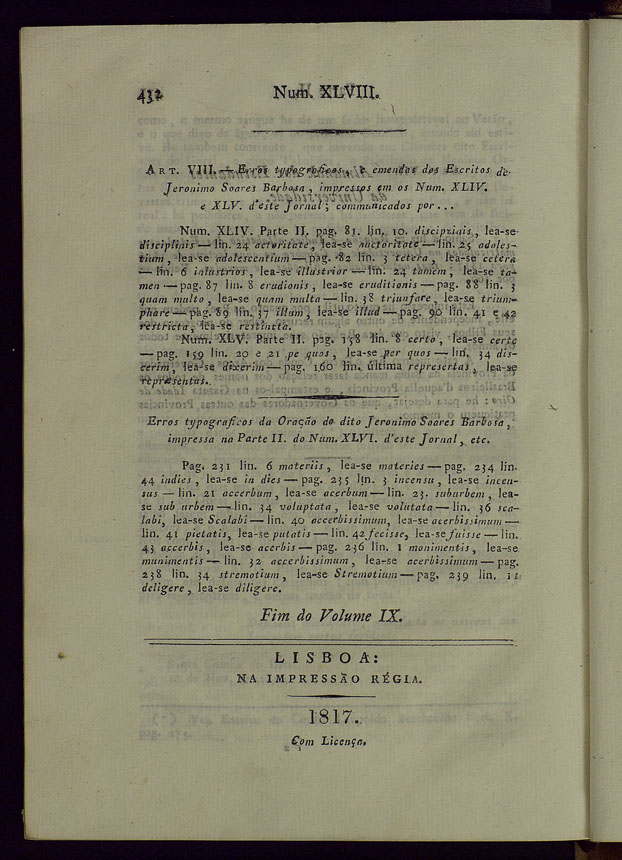 432 Num. XLVIII.
ART. VIII. — Erros typograficos, e emendas dos Escritos de
Jeronimo Soares Barbosa, impressos em os Num. XLIV.
e XLV. d'este Jornal; communicados por...
Num. XLIV. Parte II. pag. 81. lin. 10. discipziais, lea-se
disciplinis — lin. 24 actoritate, lea-se auctoritate — lin. 25 adoles-
tium, lea-se adolescentium — pag. 82 lin. 3 tetera, lea-se cetera
— lin. 6 inlustrios, lea-se illustrior — lin. 24 tamem, lea-se ta-
men — pag. 87 lin. 8 erudionis, lea-se eruditionis — pag. 88 lin. 3
quam multo, lea-se quam multa — lin. 38 triunfare, lea-se trium-
phare — pag. 89 lin. 37 illum, lea-se illud — pag. 90 lin. 41 e 42
restricta, lea-se restincta.
Num. XLV. Parte II. pag. 158 lin. 8 certo, lea-se certe
— pag. 159 lin. 20 e 21 pe quos, lea-se per quos — lin. 34 dis-
cerim, lea-se dixerim — pag. 160 lin. última represertas, lea-se
repræsentas.
Erros typograficos da Oração do dito Jeronimo Soares Barbosa,
impressa na Parte II. do Num. XLVI. d'este Jornal, etc.
Pag. 231 lin. 6 materiis, lea-se materies — pag. 234 lin.
44 indies, lea-se in dies — pag. 235 lin. 3 incensu, lea-se incen-
sus — lin. 21 accerbum, lea-se acerbum — lin. 23. suburbem, lea-
se sub urbem — lin. 34 voluptata, lea-se volutata — lin. 36 sca-
labi, lea-se Scalabi — lin. 40 accerbissimum, lea-se acerbissimum —
lin. 41 pietatis, lea-se putatis — lin. 42 fecisse, lea-se fuisse — lin.
43 accerbis, lea-se acerbis — pag. 236 lin. 1 monimentis, lea-se
munimentis — lin. 32 accerbissimum, lea-se acerbissimum — pag.
238 lin. 34 stremotium, lea-se Stremotium — pag. 239 lin. 11
deligere, lea-se diligere.
Fim do Volume IX.
LISBOA:
NA IMPRESSÃO RÉGIA.
1817.
Com Licença.